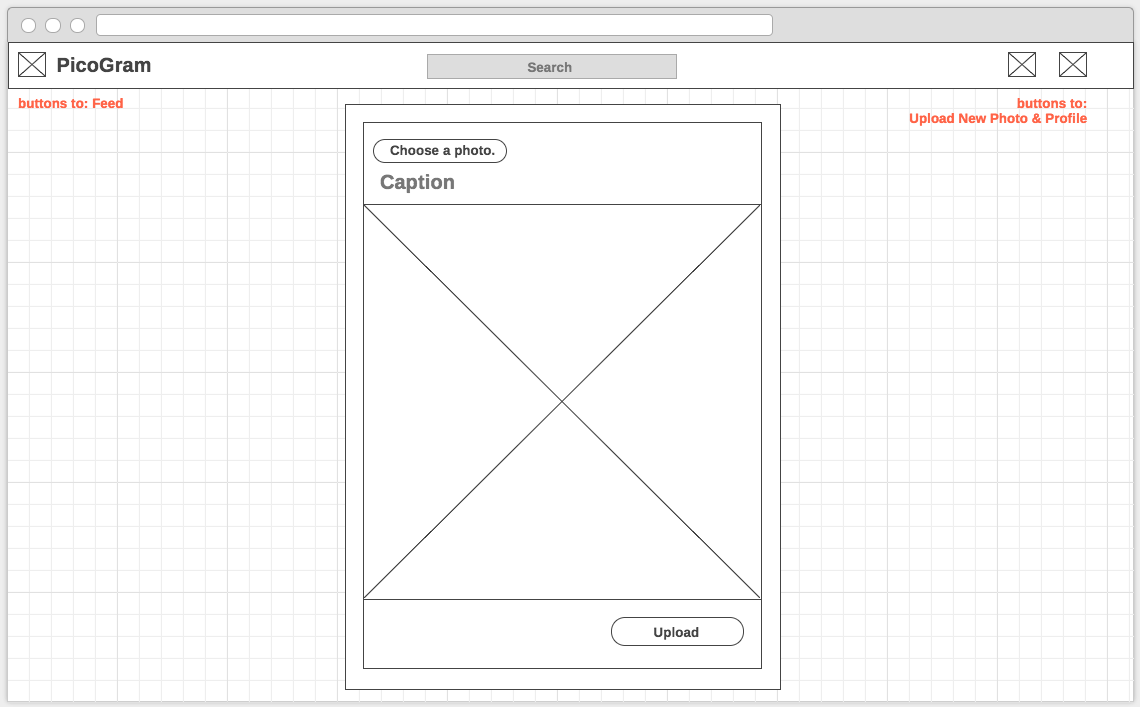 PicoGram
Search
buttons to: Feed
buttons to:
Upload New Photo & Profile
Choose a photo.
Caption
Upload